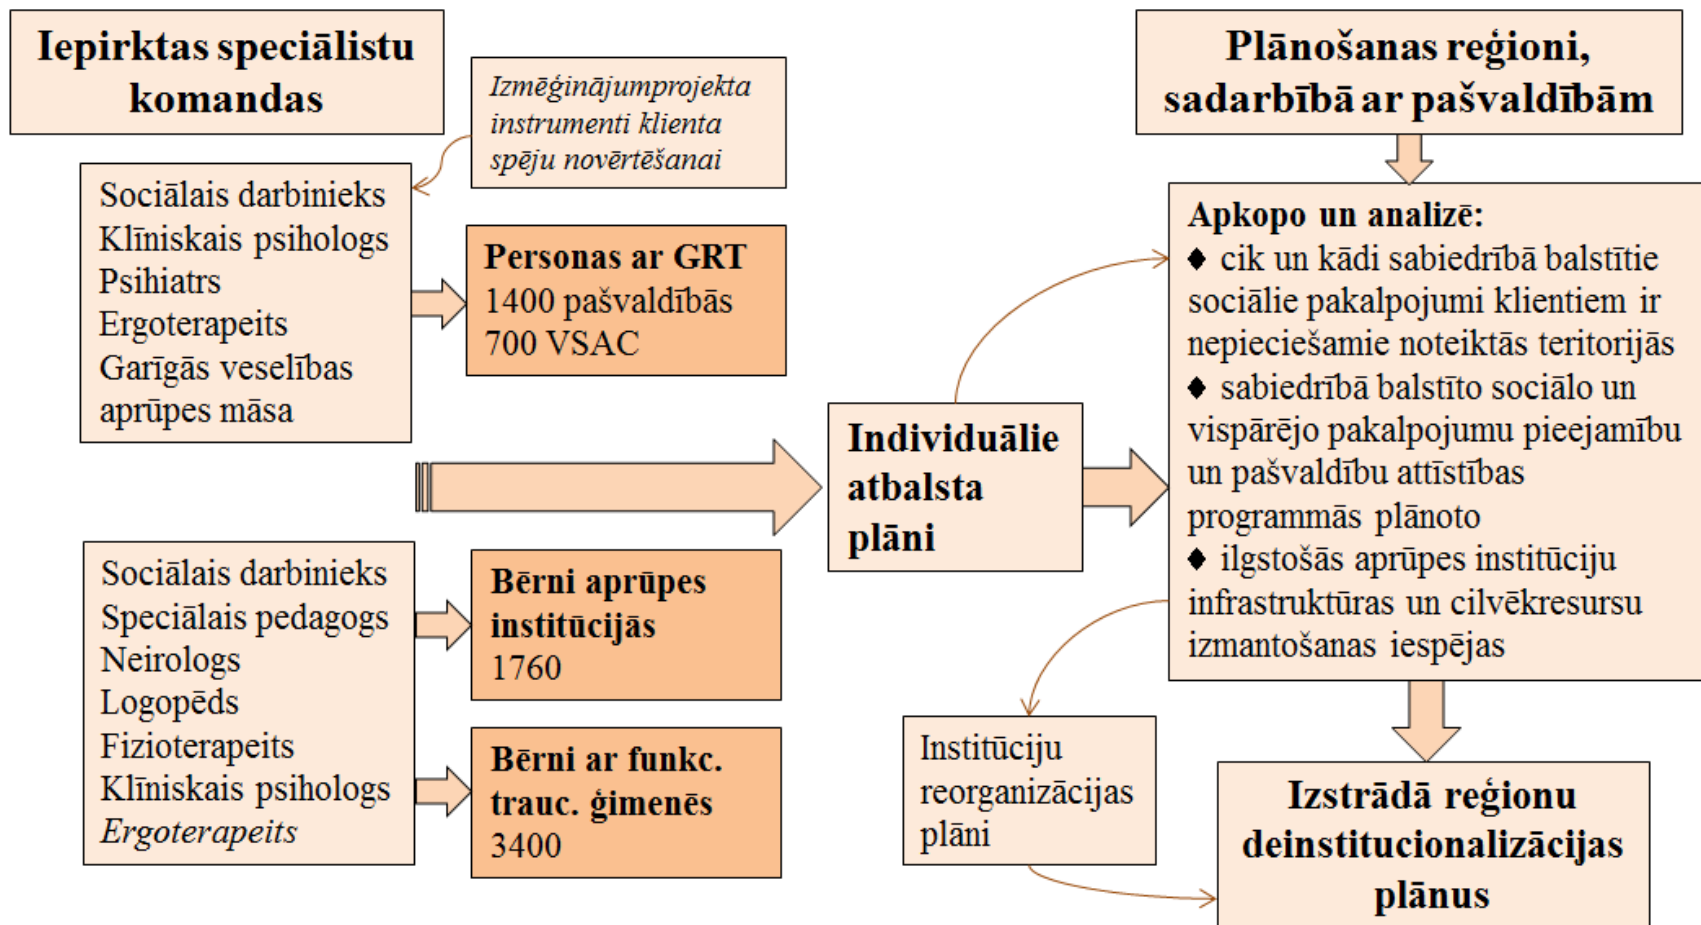 Iepirktas speciālistu
komandas
Izmēģinājumprojekta
instrumenti klienta
spēju novērtēšanai
Sociālais darbinieks
Klīniskais psihologs
Psihiatrs
Ergoterapeits
Garīgās veselības
aprūpes māsa
Personas ar GRT
1400 pašvaldībās
700 VSAC
Sociālais darbinieks
Speciālais pedagogs
Neirologs
Logopēds
Fizioterapeits
Klīniskais psihologs
Ergoterapeits
Bērni aprūpes
institūcijās
1760
Bērni ar funkc.
trauc. ģimenēs
3400
Individuālie
atbalsta
plāni
Plānošanas reģioni,
sadarbībā ar pašvaldībām
Apkopo un analizē:
♦ cik un kādi sabiedrībā balstītie
sociālie pakalpojumi klientiem ir
nepieciešamie noteiktās teritorijās
♦ sabiedrībā balstīto sociālo un
vispārējo pakalpojumu pieejamību
un pašvaldību attīstības
programmās plānoto
♦ ilgstošās aprūpes institūciju
infrastruktūras un cilvēkresursu
izmantošanas iespējas
Institūciju
reorganizācijas
plāni
Izstrādā reģionu
deinstitucionalizācijas
plānus